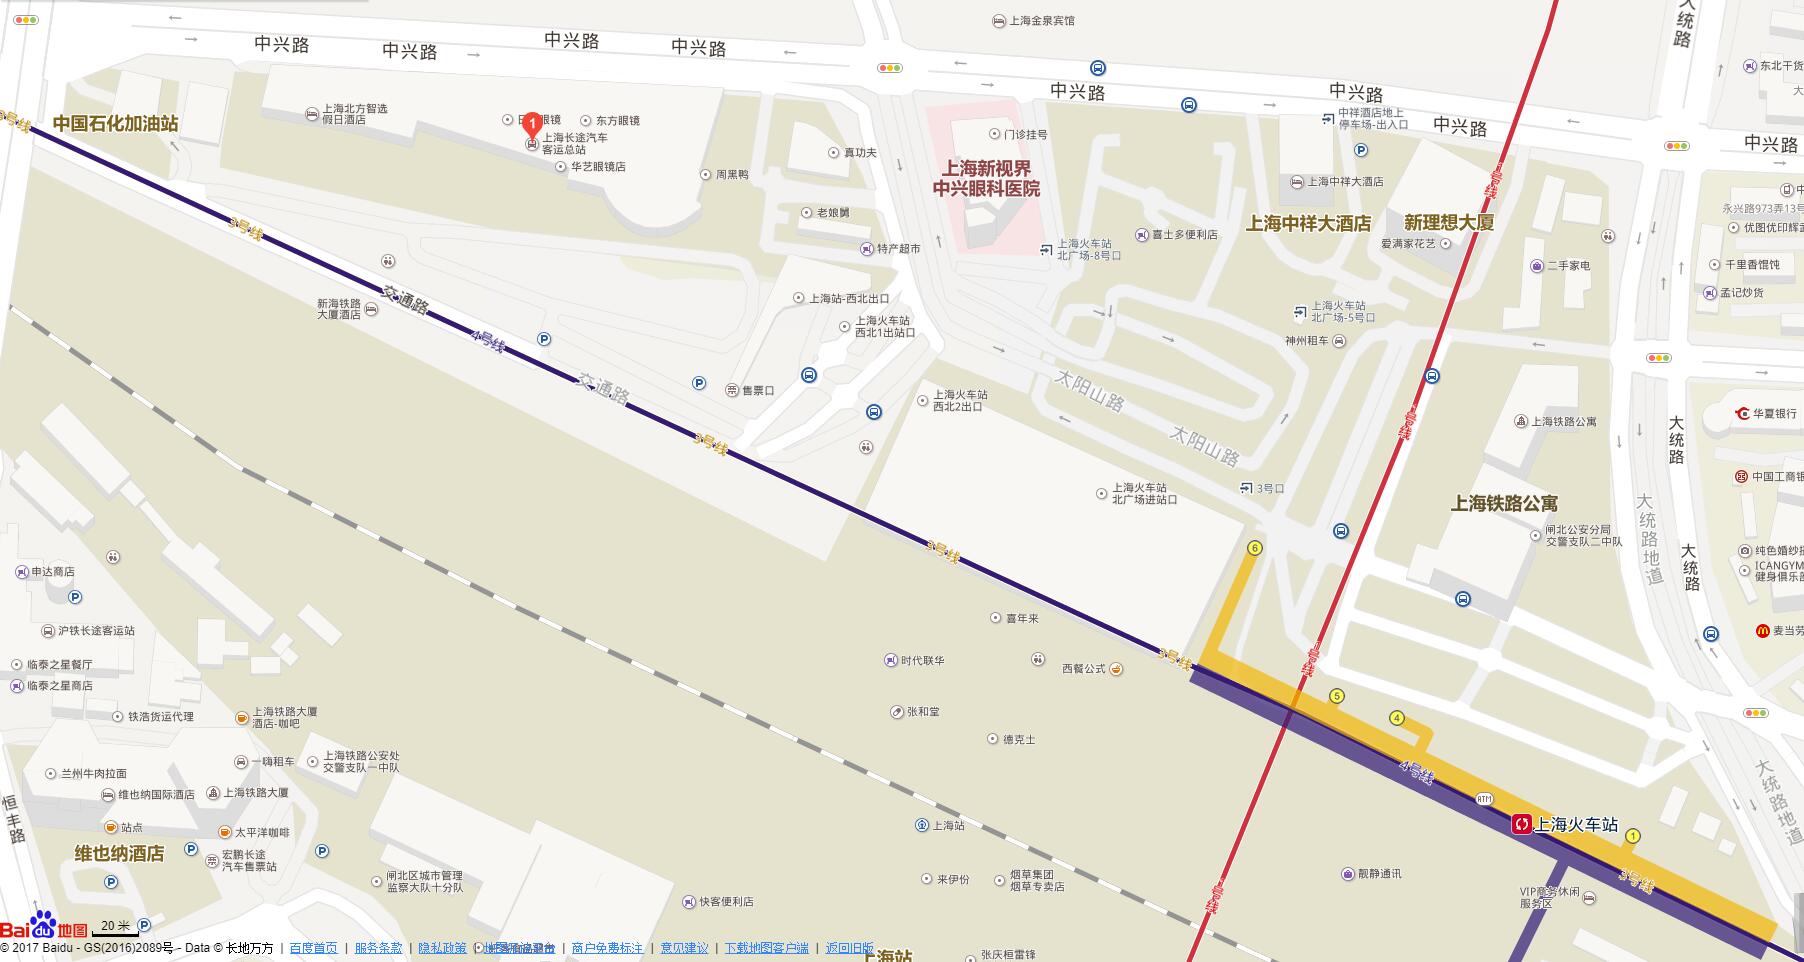 大统路
上海金泉宾馆
中兴路
中兴路
中兴路
中兴路
东北干货
中兴路
中兴路
中兴路
中兴路
中国石化加油站
3号线
上海北方智选
假日酒店
眼镜
东方眼镜
1
上海长途汽车
客运总站
华艺眼镜店
周黑鸭
真功夫
老娘舅
特产超市
门诊挂号
上海新视界
中兴眼科医院
中祥酒店地上
停车场-出入口
P
上海中祥大酒店
上海中祥大酒店
新理想大厦
爱满家花艺
1号线
永兴路973弄13号
优图优印辉
千里香馄饨
孟记炒货
二手家电
喜士多便利店
上海火车站
北广场-8号口
上海火车站
北广场-5号口
神州租车
3号线
交通路
新海铁路
大厦酒店
4号线
P
交通路
P
售票口
上海站-西北出口
上海火车站
西北1出站口
上海火车站
西北2出口
太阳山路
太阳山路
3号口
上海火车站
北广场进站口
1号线
上海铁路公寓
上海铁路公寓
闸北公安分局
交警支队二中队
华夏银行
中国工商银
大统路
大统路地道
大统路
纯色婚纱
ICANGYM
健身俱乐部
麦当劳
3号线
3号线
喜年来
时代联华
西餐公式
3号线
张和堂
德克士
1号线
6
5
4
4号线
ATM
上海火车站
1
3号线
大统路地道
申达商店
P
沪铁长途客运站
临泰之星餐厅
临泰之星商店
铁浩货运代理
上海铁路大厦
酒店-咖吧
一嗨租车
上海铁路公安处
交警支队一中队
兰州牛肉拉面
维也纳国际酒店
上海铁路大厦
站点
太平洋咖啡
恒丰路
维也纳酒店
P
宏鹏长途
汽车售票站
P
P
闸北区城市管理
监察大队十分队
上海站
来伊份
烟草集团
烟草专卖店
快客便利店
1号线
靓静通讯
VIP商务休闲
服务区
Bai du 地图
20 米
P
© 2017 Baidu - GS(2016)2089号 - Data © 长地万方 | 百度首页 | 服务条款 | 隐私政策 | | 商户免费标注 | 意见建议 | 下载地图客户端 | 返回旧版
上海站
张庆桓雷锋